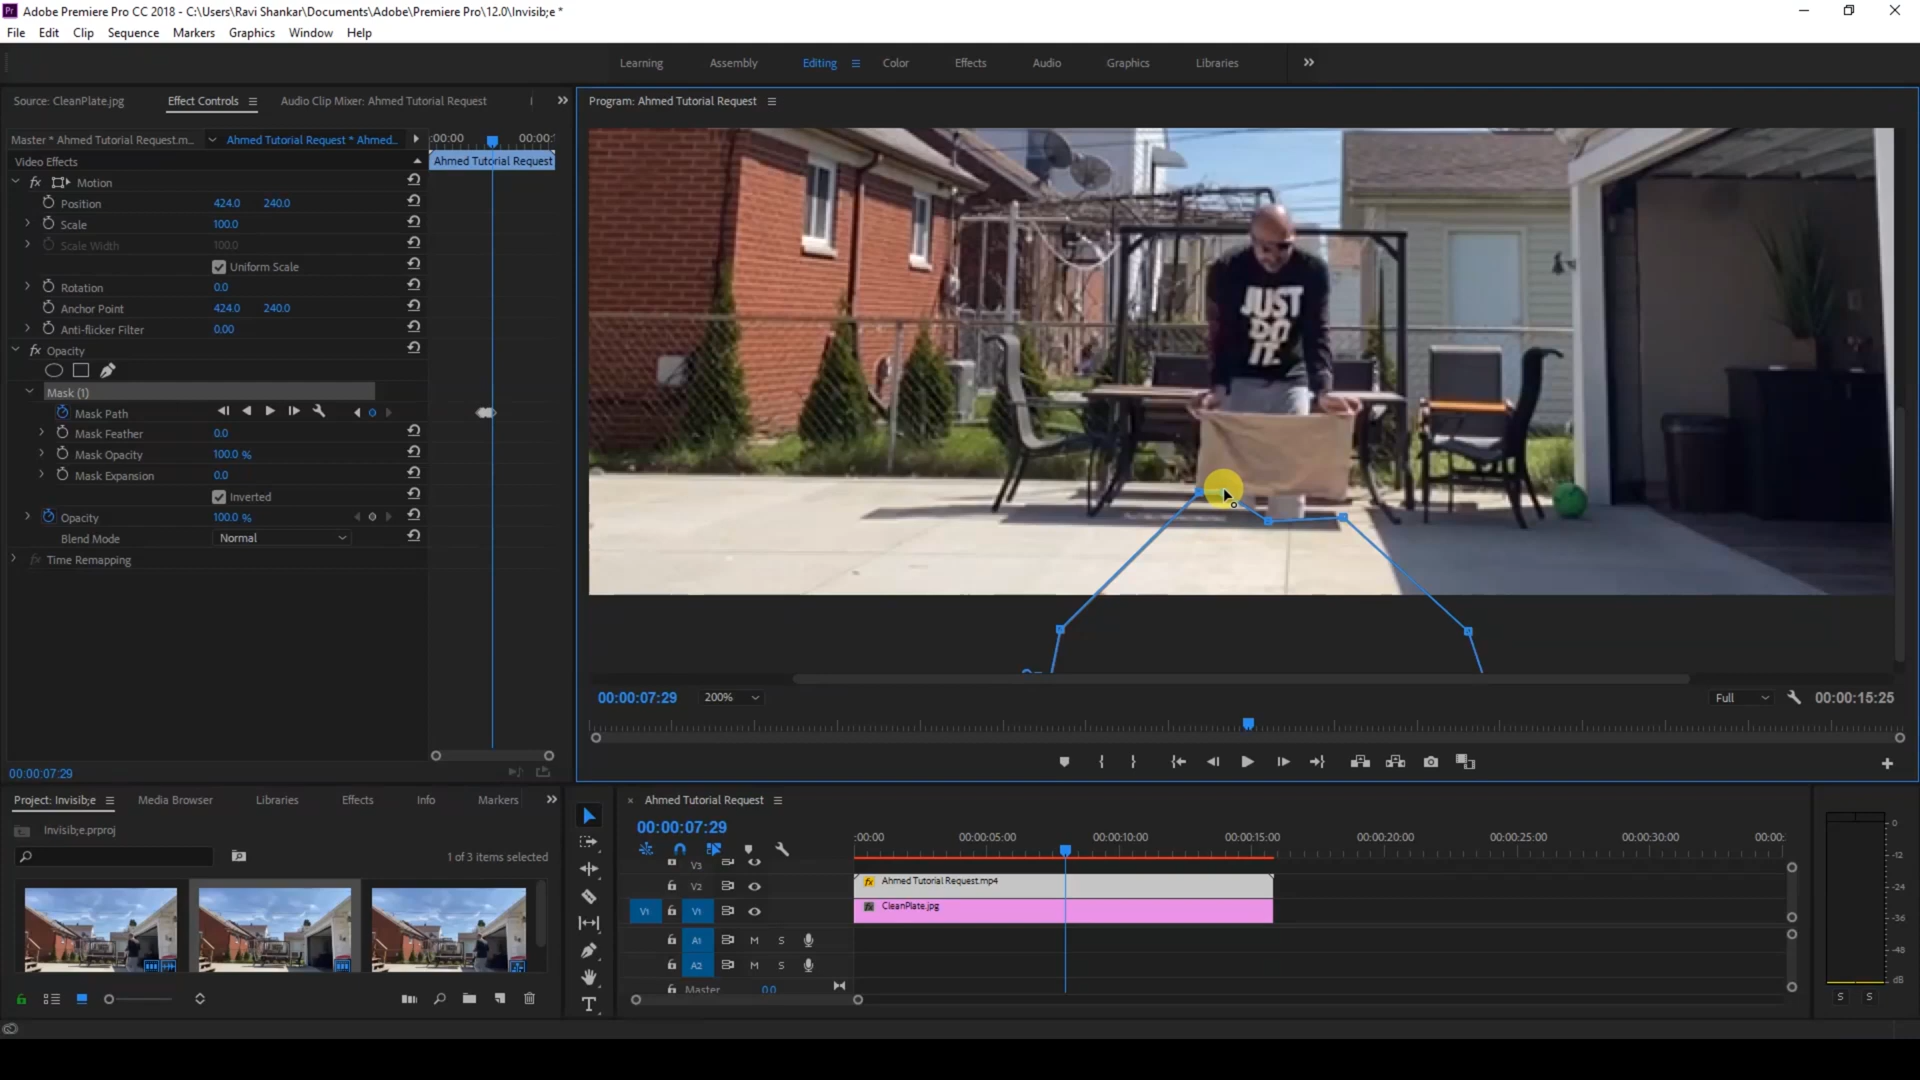 Adobe Premiere Pro CC 2018 - C:\Users\Ravi Shankar\Documents\Adobe\Premiere Pro\12.0\Invisib;e *
File Edit Clip Sequence Markers Graphics Window Help
Learning Assembly Editing Color Effects Audio Graphics Libraries
Source: CleanPlate.jpg Effect Controls Audio Clip Mixer: Ahmed Tutorial Request
Program: Ahmed Tutorial Request
Master * Ahmed Tutorial Request.m... Ahmed Tutorial Request * Ahmed... :00:00 00:00:
Video Effects Ahmed Tutorial Request
fx Motion
Position 424.0 240.0
Scale 100.0
Scale Width 100.0
Uniform Scale
Rotation 0.0
Anchor Point 424.0 240.0
Anti-flicker Filter 0.00
fx Opacity
Mask (1)
Mask Path
Mask Feather 0.0
Mask Opacity 100.0 %
Mask Expansion 0.0
Inverted
Opacity 100.0 %
Blend Mode Normal
fx Time Remapping
00:00:07:29
JUST
DO
IT.
00:00:07:29 200% Full 00:00:15:25
Project: Invisib;e Media Browser Libraries Effects Info Markers
Invisib;e.prproj
1 of 3 items selected
Ahmed Tutorial Request
00:00:07:29
:00:00 00:00:05:00 00:00:10:00 00:00:15:00 00:00:20:00 00:00:25:00 00:00:30:00 00:00:
V3
V2 fx Ahmed Tutorial Request.mp4
V1 V1 fx CleanPlate.jpg
A1 M S
A2 M S
Master 0.0
0
-12
-24
-36
-48
dB
S S